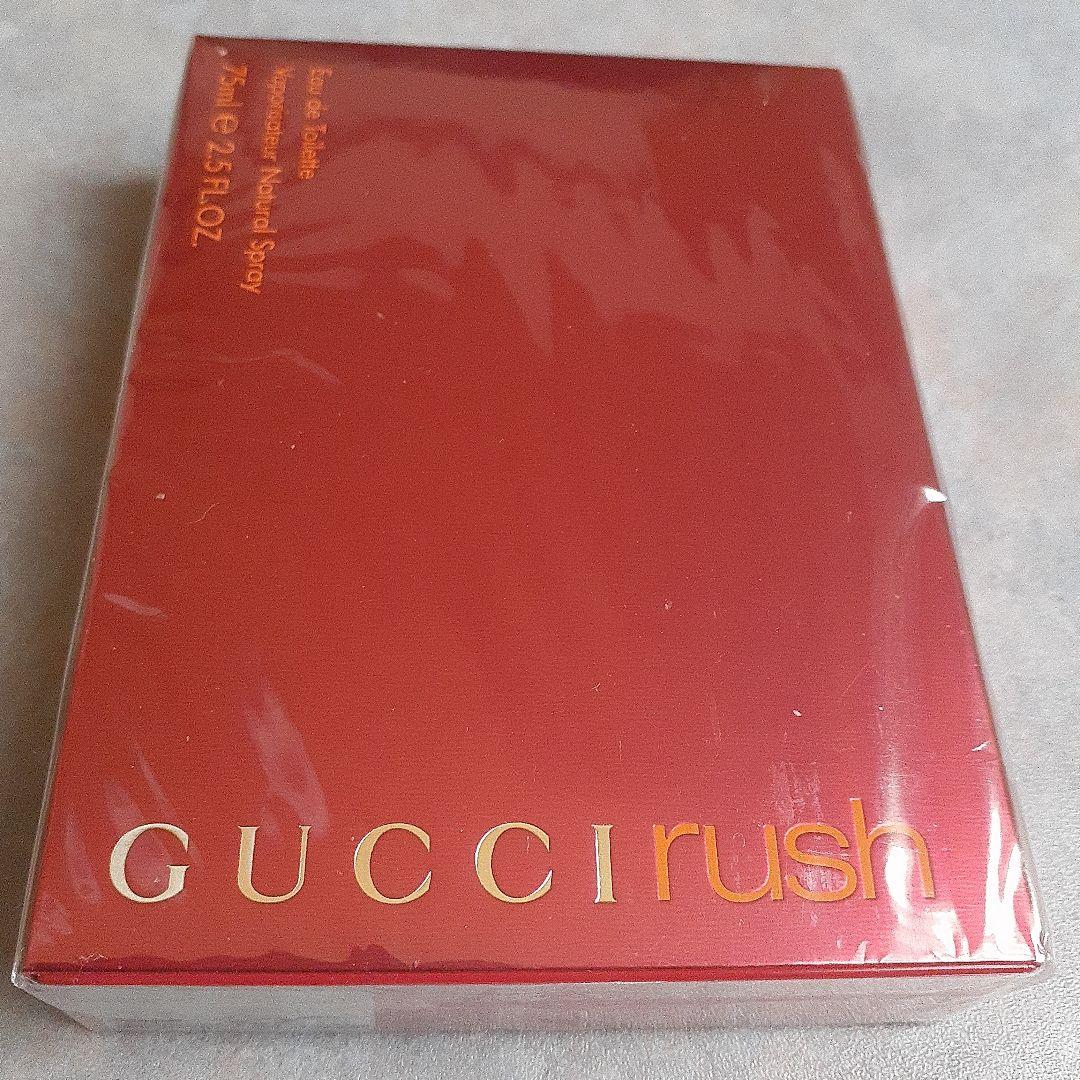 Eau de Toilette
Vaporisateur Natural Spray
75ml e 2.5 FL.OZ.
GUCCI rush